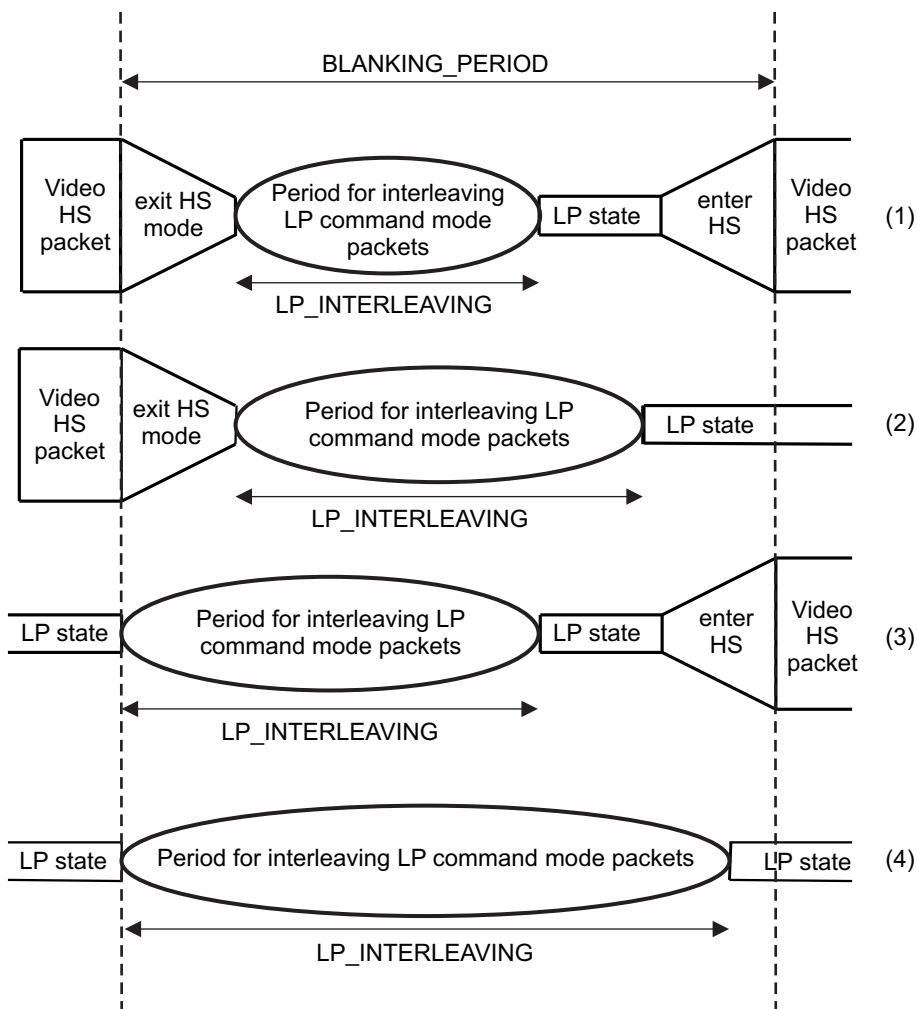 BLANKING_PERIOD
Video
HS
packet
exit HS
mode
Period for interleaving
LP command mode
packets
LP state
enter
HS
Video
HS
packet
(1)
LP_INTERLEAVING
Video
HS
packet
exit HS
mode
Period for interleaving LP
command mode packets
LP state
(2)
LP_INTERLEAVING
LP state
Period for interleaving LP
command mode packets
LP state
enter
HS
Video
HS
packet
(3)
LP_INTERLEAVING
LP state
Period for interleaving LP command mode packets
LP state
(4)
LP_INTERLEAVING